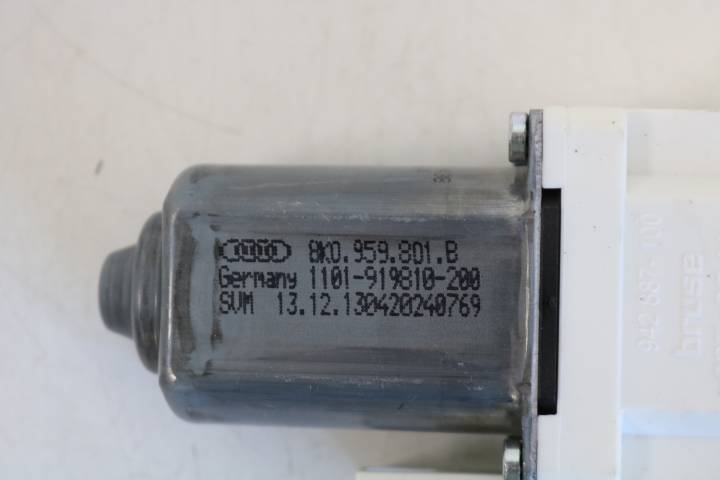 8K0.959.801.B
Germany 1101-919810-200
SVM 13.12.130420240769
brose